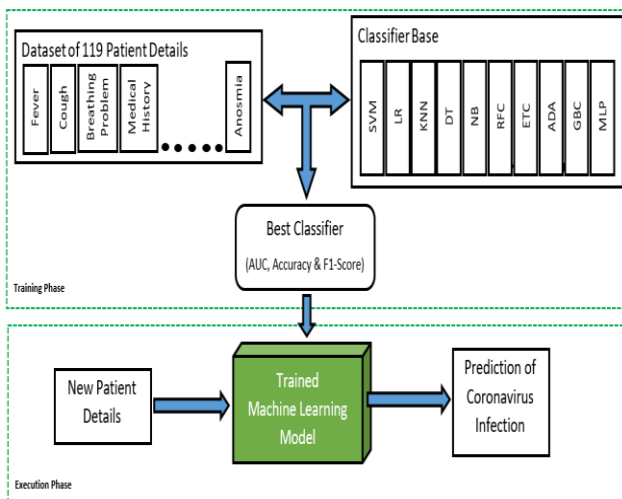 Dataset of 119 Patient Details
Fever
Cough
Breathing
Problem
Medical
History
Anosmia
Classifier Base
SVM
LR
KNN
DT
NB
RFC
ETC
ADA
GBC
MLP
Best Classifier
(AUC, Accuracy & F1-Score)
Training Phase
New Patient
Details
Trained
Machine Learning
Model
Prediction of
Coronavirus
Infection
Execution Phase